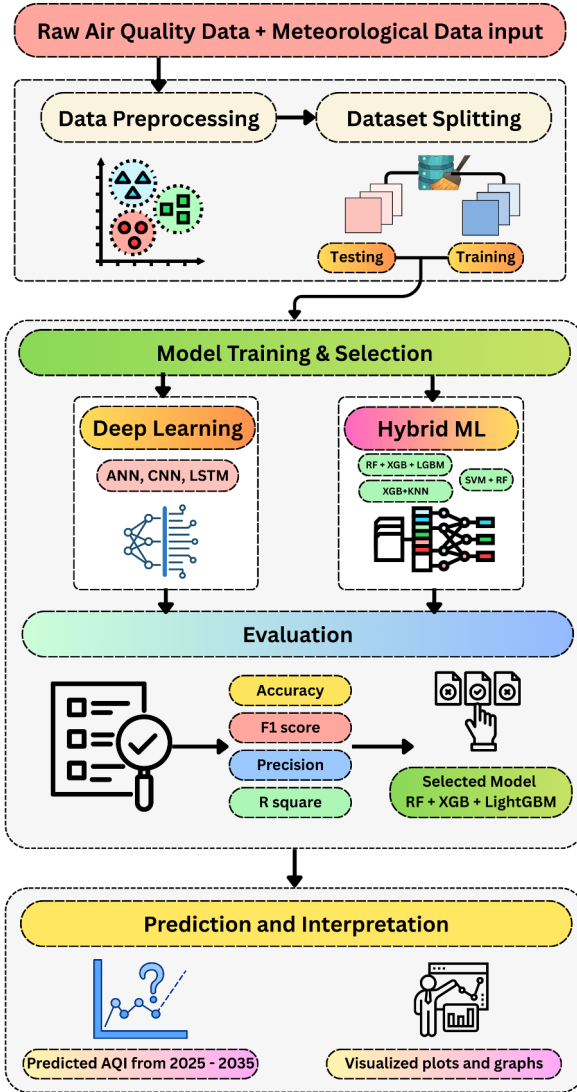 Raw Air Quality Data + Meteorological Data input
Data Preprocessing
Dataset Splitting
Testing
Training
Model Training & Selection
Deep Learning
Hybrid ML
ANN, CNN, LSTM
RF + XGB + LGBM
SVM + RF
XGB+KNN
Evaluation
Accuracy
F1 score
Precision
R square
Selected Model
RF + XGB + LightGBM
Prediction and Interpretation
?
Predicted AQI from 2025 - 2035
Visualized plots and graphs